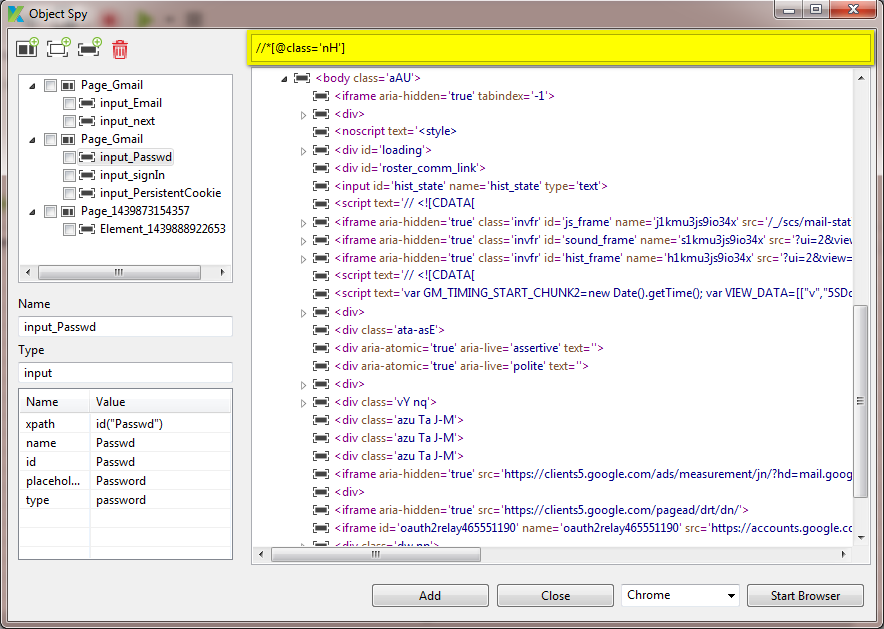 Object Spy
//*[@class='nH']
Page_Gmail
input_Email
input_next
Page_Gmail
input_Passwd
input_signIn
input_PersistentCookie
Page_1439873154357
Element_1439888922653
Name
input_Passwd
Type
input
Name Value
xpath id("Passwd")
name Passwd
id Passwd
placehol... Password
type password
<body class='aAU'>
<iframe aria-hidden='true' tabindex='-1'>
<div>
<noscript text='<style>
<div id='loading'>
<div id='roster_comm_link'>
<input id='hist_state' name='hist_state' type='text'>
<script text='// <![CDATA[
<iframe aria-hidden='true' class='invfr' id='js_frame' name='j1kmu3js9io34x' src='/_/scs/mail-stat
<iframe aria-hidden='true' class='invfr' id='sound_frame' name='s1kmu3js9io34x' src='?ui=2&view
<iframe aria-hidden='true' class='invfr' id='hist_frame' name='h1kmu3js9io34x' src='?ui=2&view=
<script text='// <![CDATA[
<script text='var GM_TIMING_START_CHUNK2=new Date().getTime(); var VIEW_DATA=[["v","5SDc
<div>
<div class='ata-asE'>
<div aria-atomic='true' aria-live='assertive' text=''>
<div aria-atomic='true' aria-live='polite' text=''>
<div>
<div class='vY nq'>
<div class='azu Ta J-M'>
<div class='azu Ta J-M'>
<div class='azu Ta J-M'>
<iframe aria-hidden='true' src='https://clients5.google.com/ads/measurement/jn/?hd=mail.goog
<div>
<iframe aria-hidden='true' src='https://clients5.google.com/pagead/drt/dn/'>
<iframe id='oauth2relay465551190' name='oauth2relay465551190' src='https://accounts.google.cc
<div class='dw nn'>
Add
Close
Chrome
Start Browser